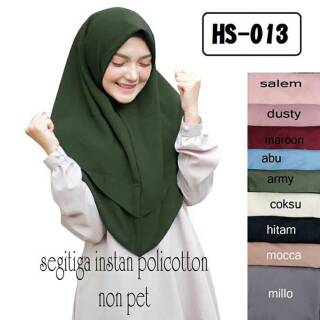 HS-013
salem
dusty
maroon
abu
army
coksu
hitam
mocca
millo
segitiga instan policotton
non pet